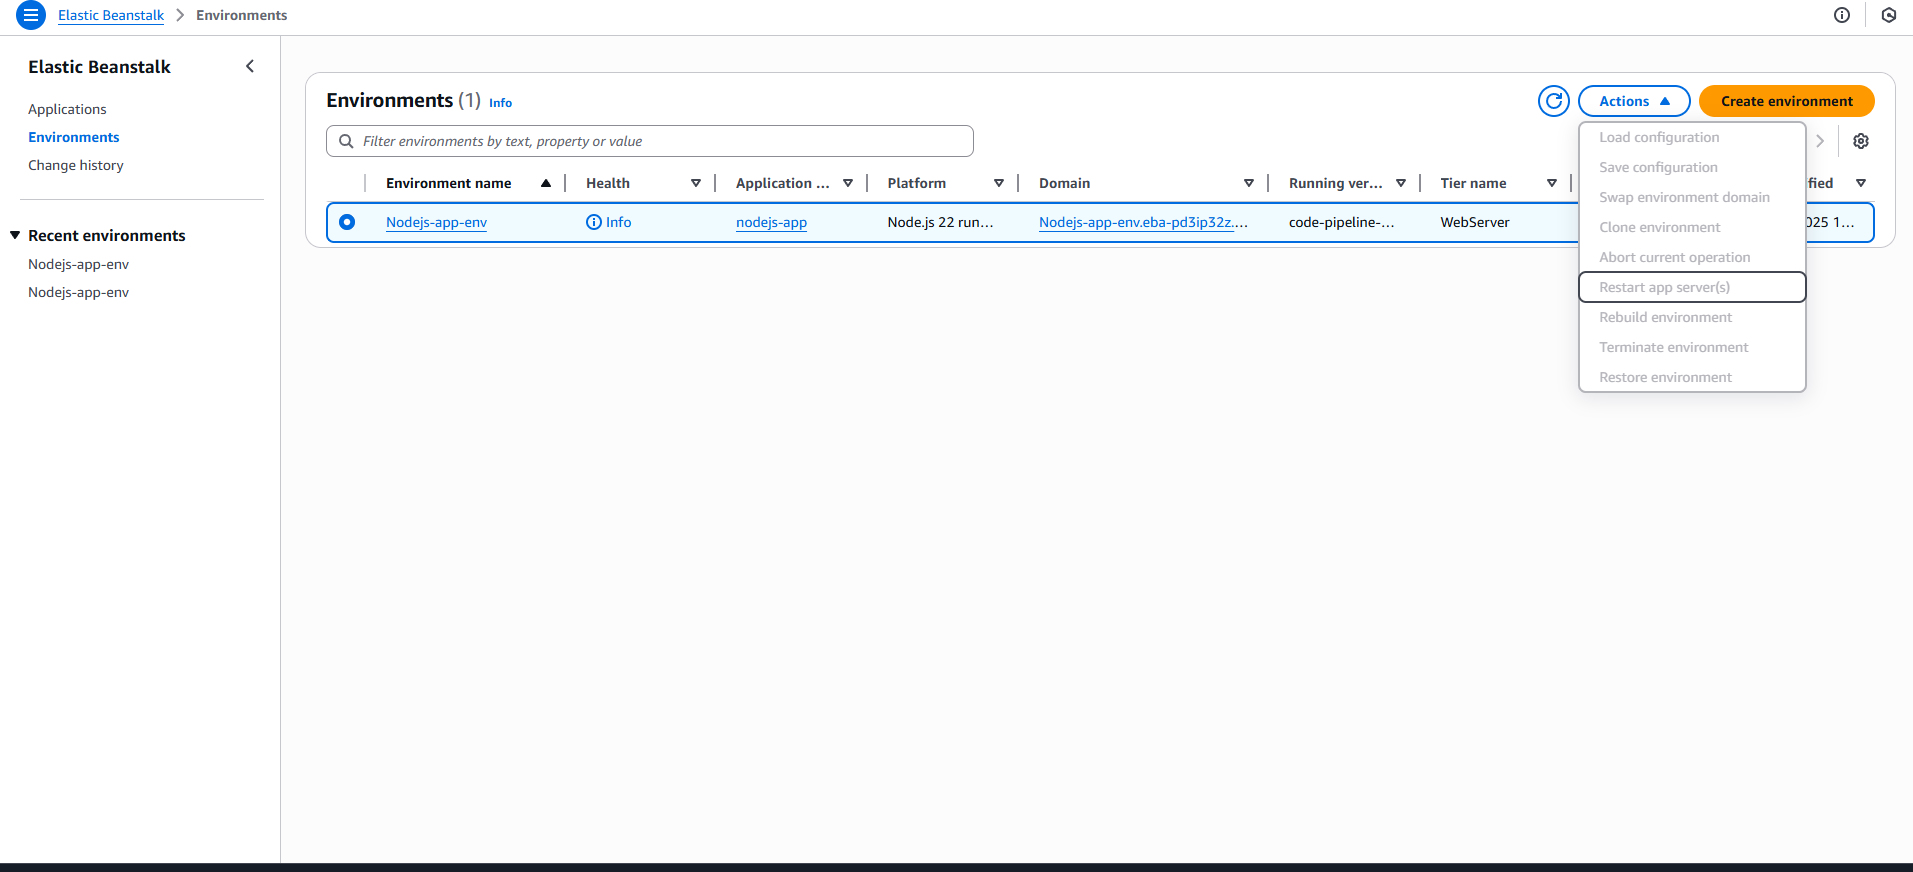 Elastic Beanstalk > Environments
Elastic Beanstalk
Applications
Environments
Change history
Recent environments
Nodejs-app-env
Nodejs-app-env
Environments (1) Info
Actions
Create environment
Filter environments by text, property or value
Environment name Health Application ... Platform Domain Running ver... Tier name fied
Nodejs-app-env Info nodejs-app Node.js 22 run... Nodejs-app-env.eba-pd3ip32z.... code-pipeline-... WebServer 025 1...
Load configuration
Save configuration
Swap environment domain
Clone environment
Abort current operation
Restart app server(s)
Rebuild environment
Terminate environment
Restore environment